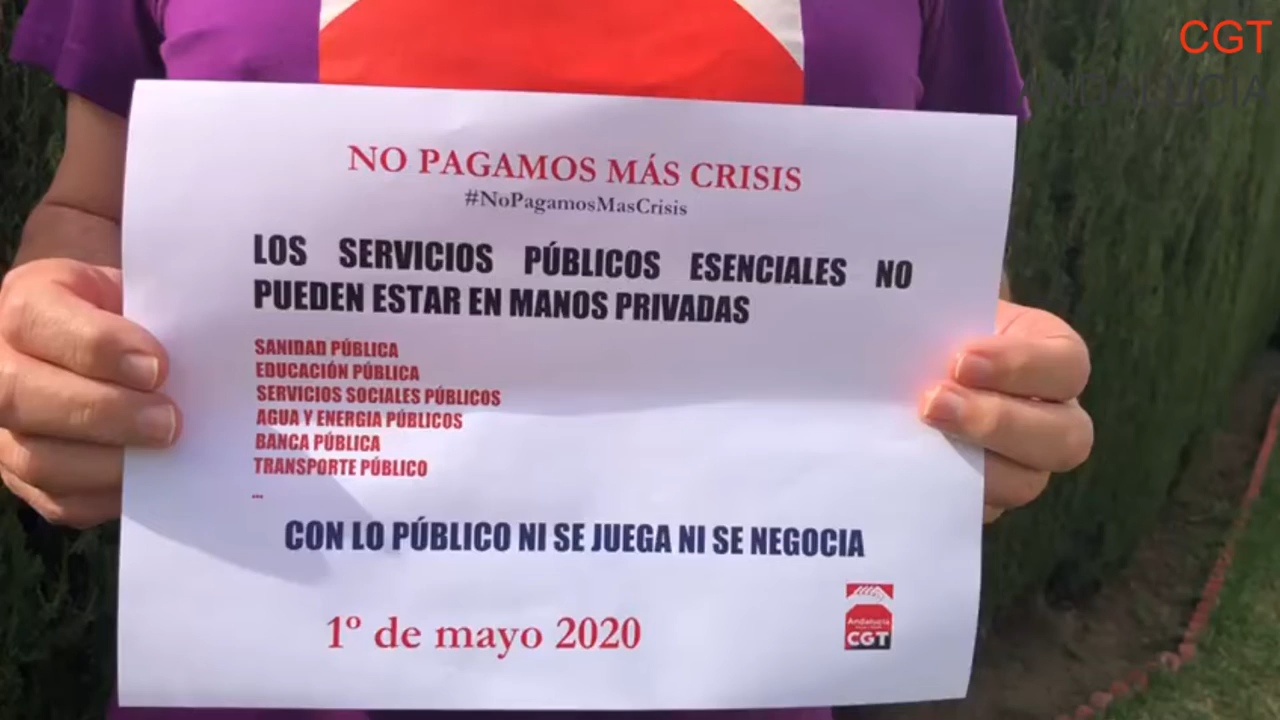 CGT
ANDALUCIA
NO PAGAMOS MÁS CRISIS
#NoPagamosMasCrisis
LOS SERVICIOS PÚBLICOS ESENCIALES NO
PUEDEN ESTAR EN MANOS PRIVADAS
SANIDAD PÚBLICA
EDUCACIÓN PÚBLICA
SERVICIOS SOCIALES PÚBLICOS
AGUA Y ENERGIA PÚBLICOS
BANCA PÚBLICA
TRANSPORTE PÚBLICO
...
CON LO PÚBLICO NI SE JUEGA NI SE NEGOCIA
1º de mayo 2020
Andalucía
CGT